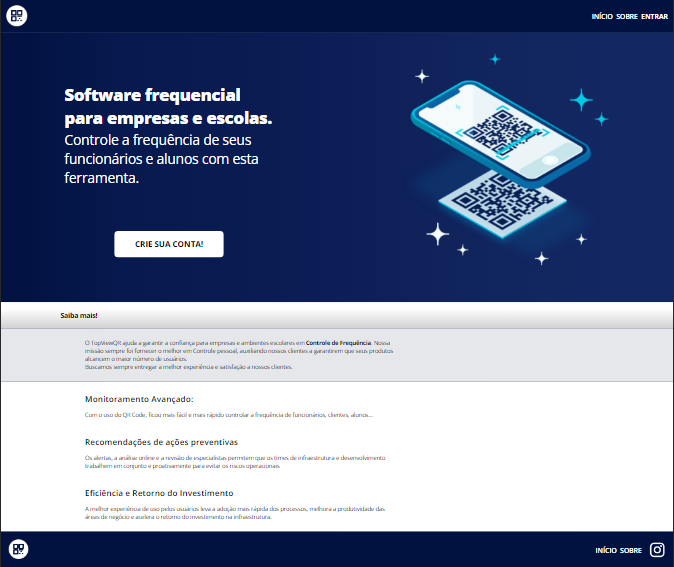 INÍCIO SOBRE ENTRAR
Software frequencial
para empresas e escolas.
Controle a frequência de seus
funcionários e alunos com esta
ferramenta.
CRIE SUA CONTA!
Saiba mais!
O TopViewQR ajuda a garantir a confiança para empresas e ambientes escolares em Controle de Frequência. Nossa
missão sempre foi fornecer o melhor em Controle pessoal, auxiliando nossos clientes a garantirem que seus produtos
alcancem o maior número de usuários.
Buscamos sempre entregar a melhor experiência e satisfação a nossos clientes.
Monitoramento Avançado:
Com o uso do QR Code, ficou mais fácil e mais rápido controlar a frequência de funcionários, clientes, alunos...
Recomendações de ações preventivas
Os alertas, a análise online e a revisão de especialistas permitem que os times de infraestrutura e desenvolvimento
trabalhem em conjunto e proativamente para evitar os riscos operacionais
Eficiência e Retorno do Investimento
A melhor experiência de uso pelos usuários leva a adoção mais rápida dos processos, melhora a produtividade das
áreas de negócio e acelera o retorno do investimento na infraestrutura.
INÍCIO SOBRE